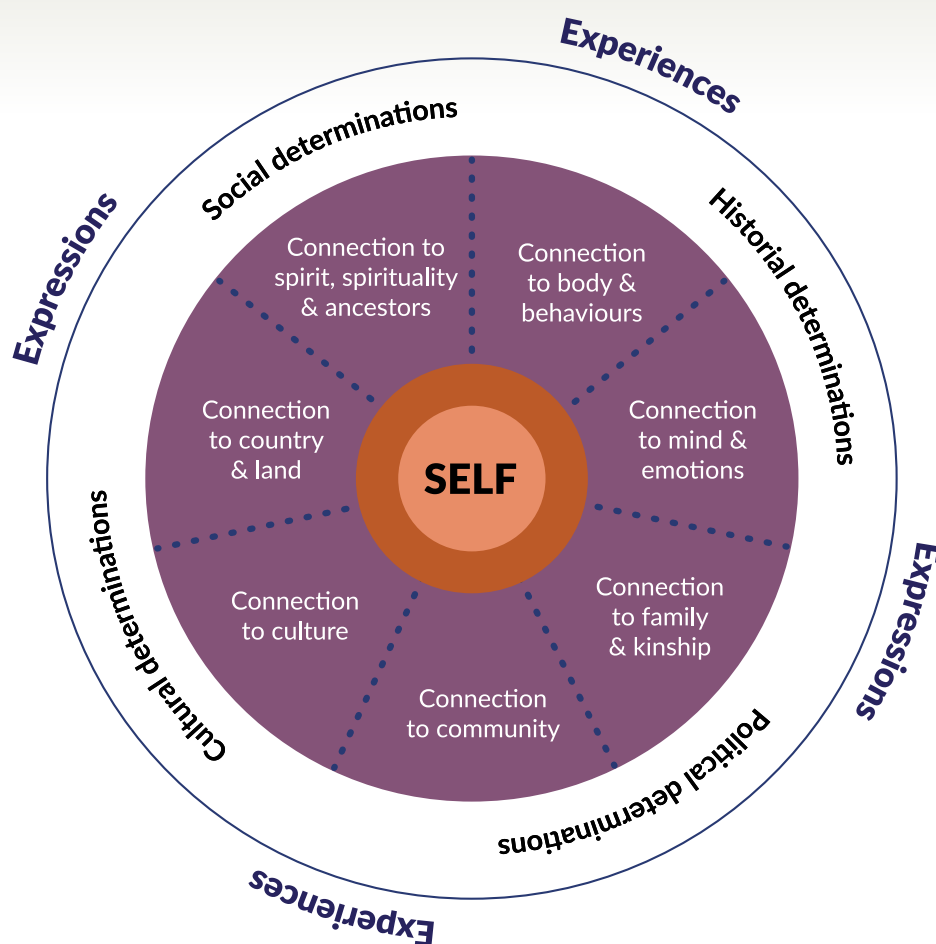 Experiences
Social determinations
Historial determinations
Expressions
Connection to
spirit, spirituality
& ancestors
Connection
to body &
behaviours
Connection
to country
& land
SELF
Connection
to mind &
emotions
Connection
to culture
Connection
to family
& kinship
Connection
to community
Cultural determinations
Political determinations
Expressions
Experiences